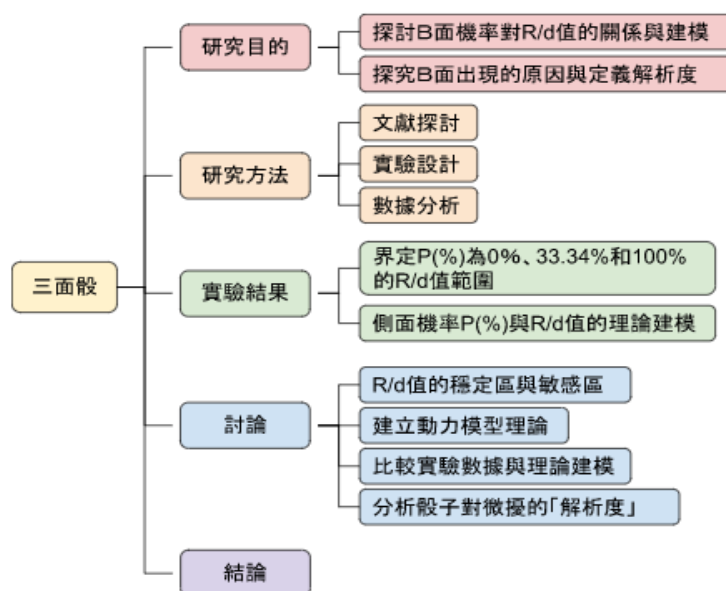 三面骰
研究目的
探討B面機率對R/d值的關係與建模
探究B面出現的原因與定義解析度
研究方法
文獻探討
實驗設計
數據分析
實驗結果
界定P(%)為0%、33.34%和100%
的R/d值範圍
側面機率P(%)與R/d值的理論建模
討論
R/d值的穩定區與敏感區
建立動力模型理論
比較實驗數據與理論建模
分析骰子對微擾的「解析度」
結論